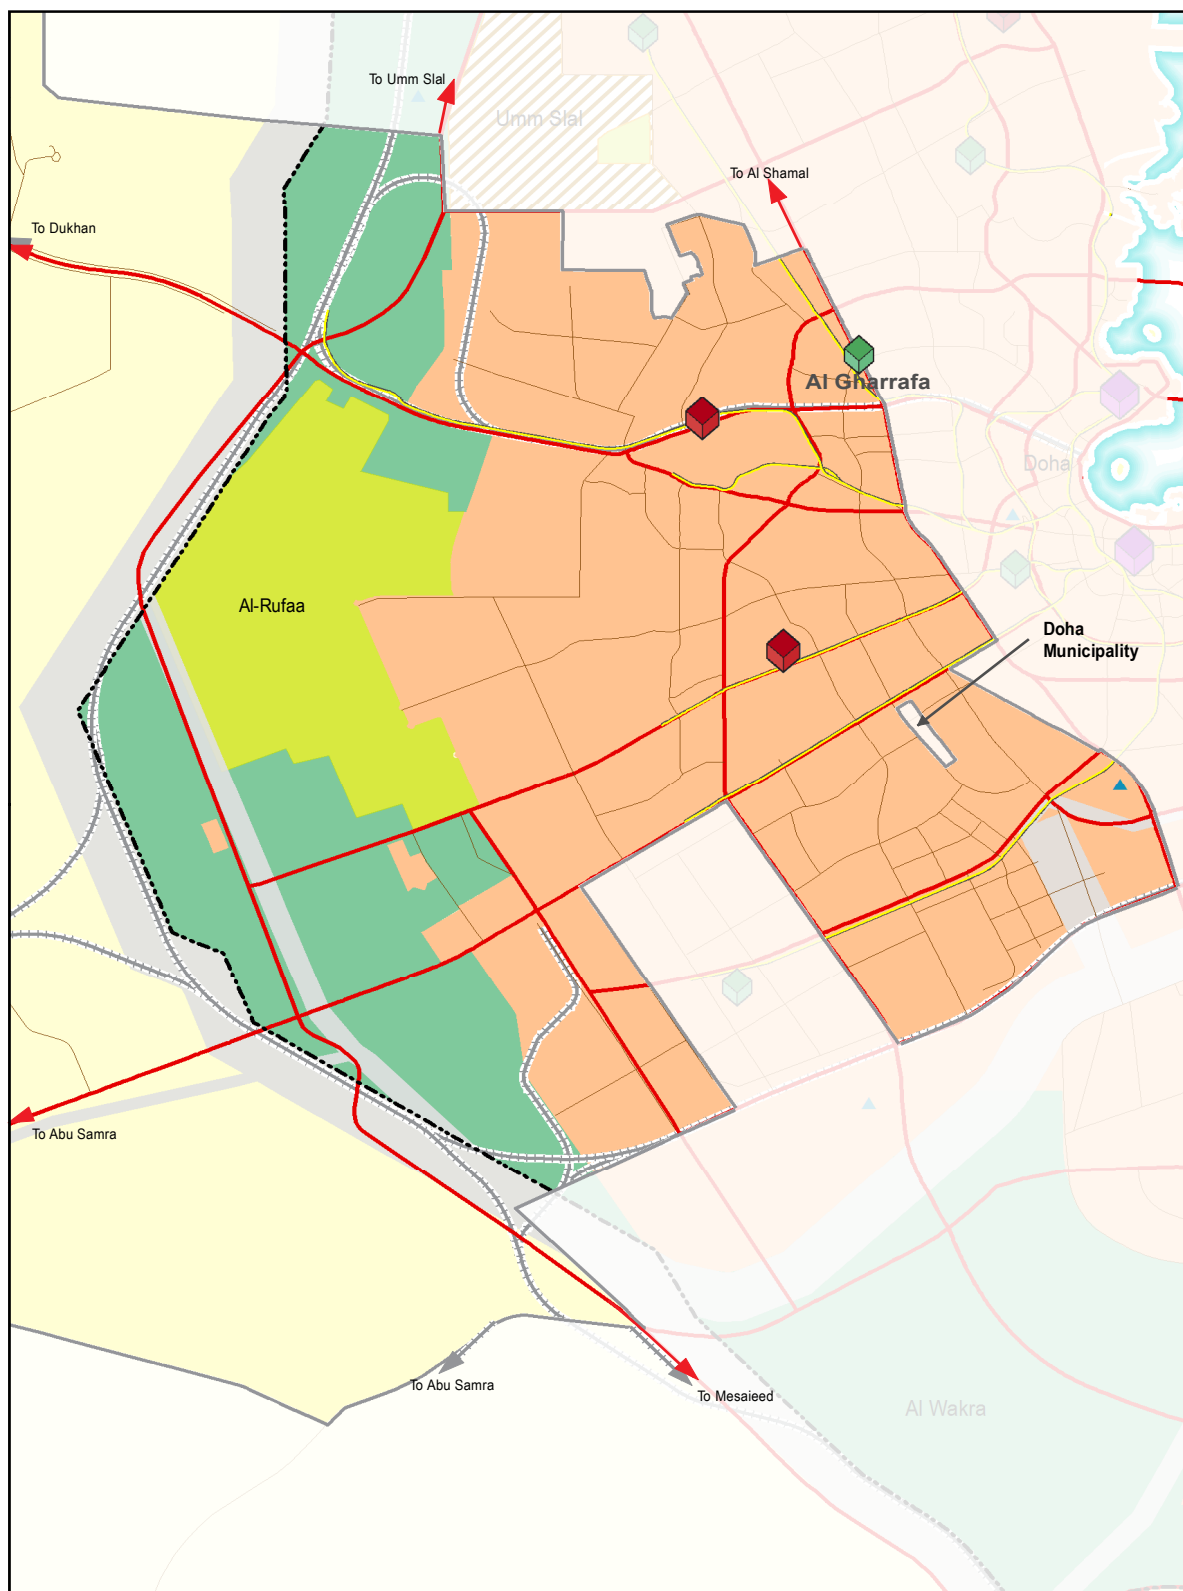 To Umm Slal
Umm Slal
To Al Shamal
To Dukhan
Al Gharrafa
Doha
Al-Rufaa
Doha
Municipality
To Abu Samra
To Abu Samra
To Mesaieed
Al Wakra